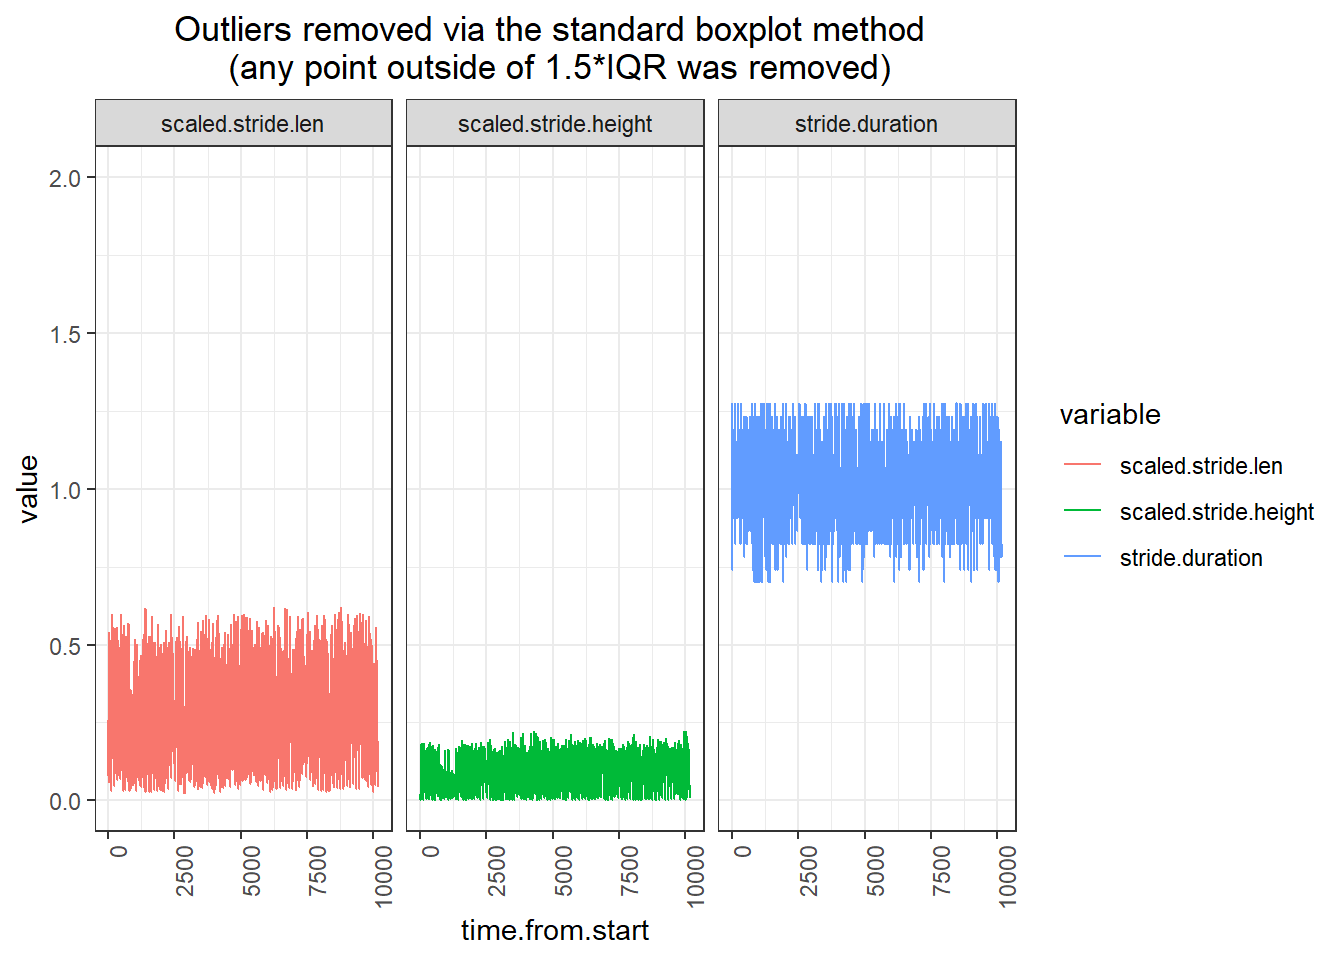 Outliers removed via the standard boxplot method
(any point outside of 1.5*IQR was removed)
scaled.stride.len
scaled.stride.height
stride.duration
2.0
1.5
1.0
0.5
0.0
value
0
2500
5000
7500
10000
0
2500
5000
7500
10000
0
2500
5000
7500
10000
time.from.start
variable
scaled.stride.len
scaled.stride.height
stride.duration